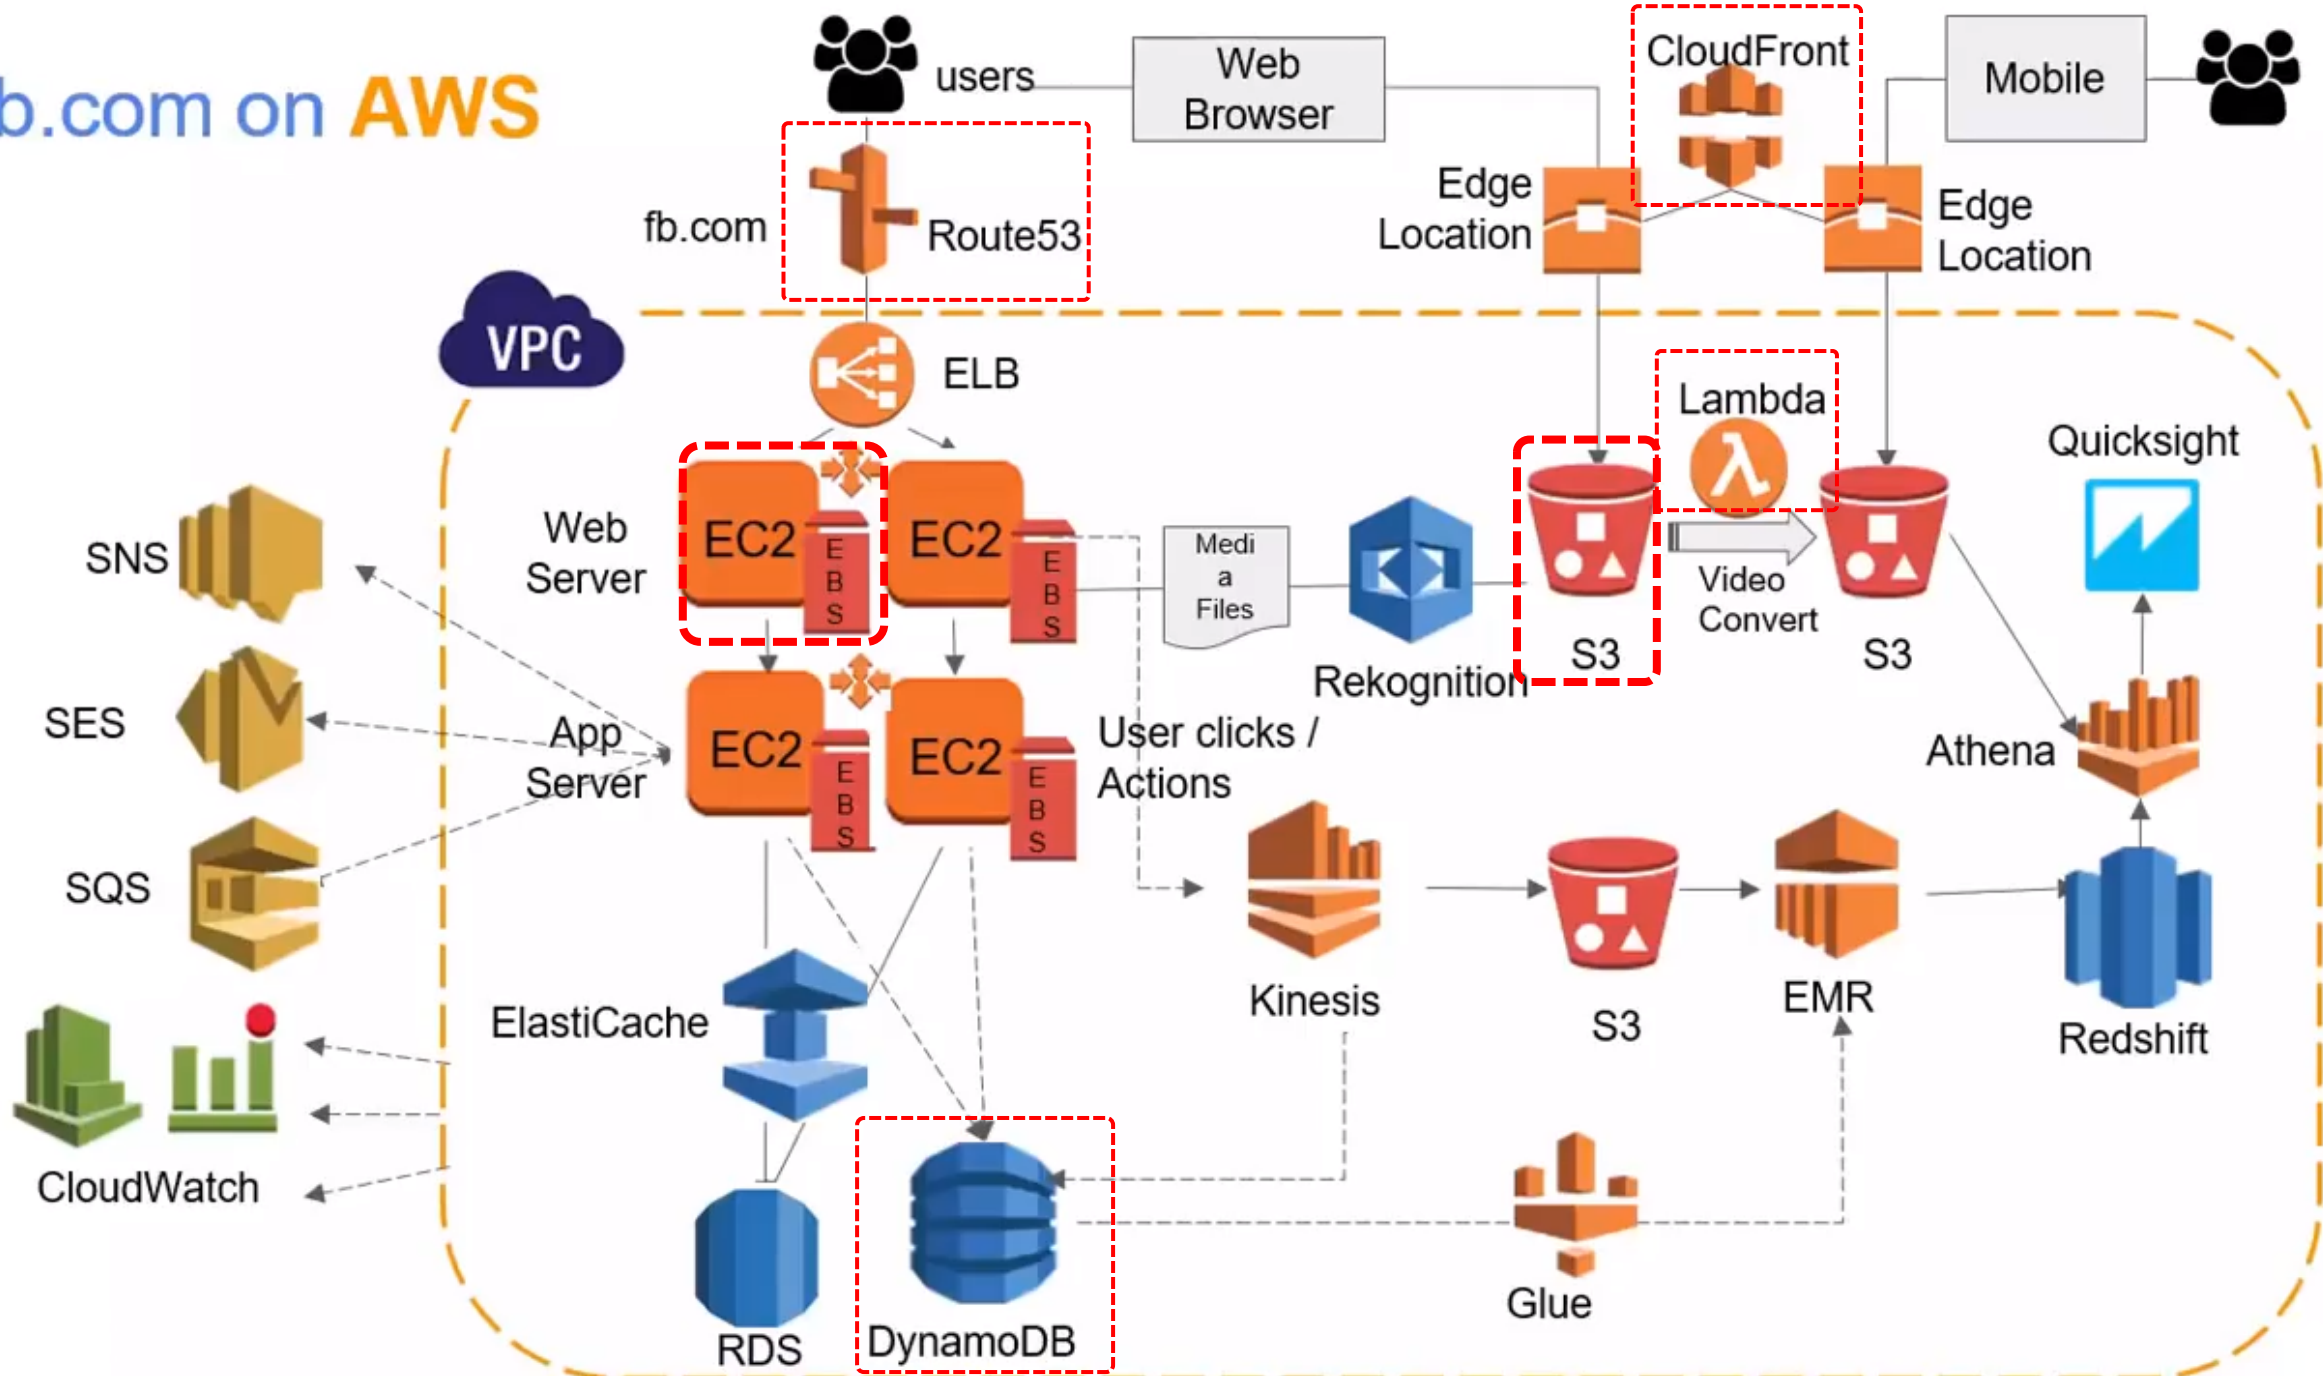 b.com on AWS
users
Web
Browser
CloudFront
Mobile
fb.com
Route53
Edge
Location
Edge
Location
VPC
ELB
Lambda
Quicksight
SNS
Web
Server
EC2
E
B
S
EC2
E
B
S
Medi
a
Files
Rekognition
S3
Video
Convert
S3
SES
App
Server
EC2
E
B
S
EC2
E
B
S
User clicks /
Actions
Athena
SQS
Kinesis
S3
EMR
Redshift
ElastiCache
CloudWatch
RDS
DynamoDB
Glue